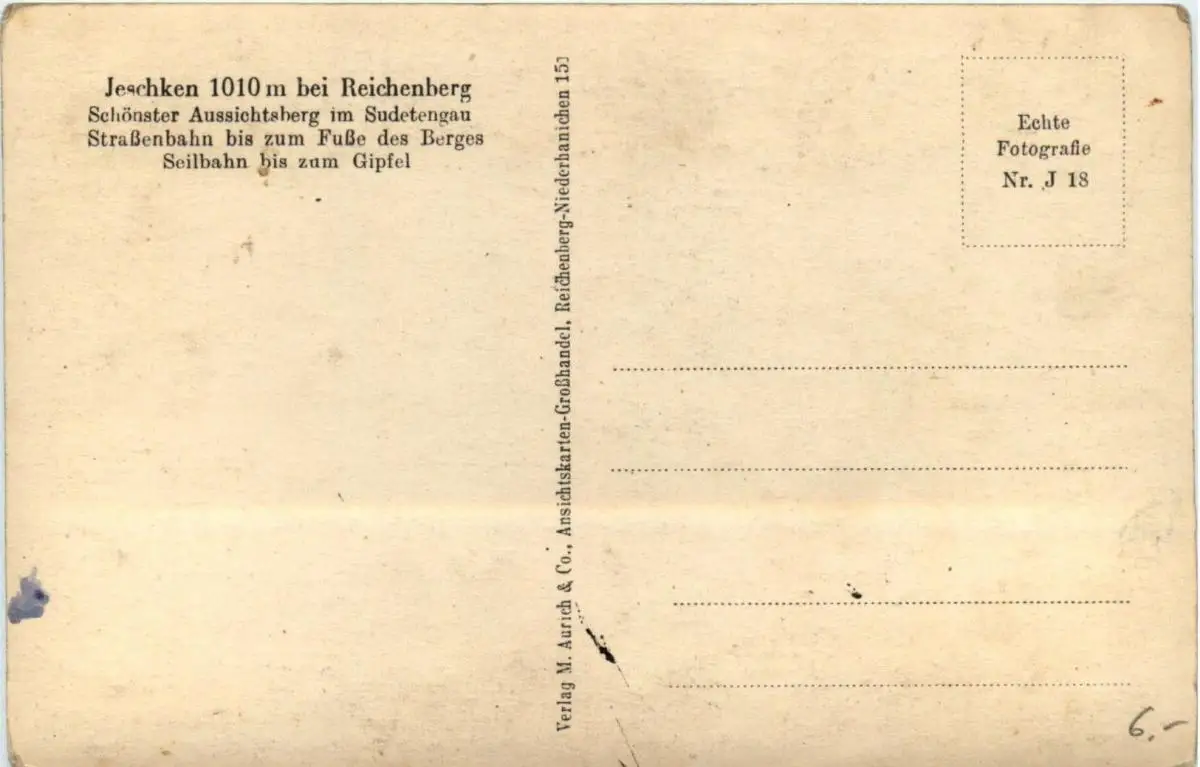 Jeschken 1010 m bei Reichenberg
Schönster Aussichtsberg im Sudetengau
Straßenbahn bis zum Fuße des Berges
Seilbahn bis zum Gipfel
Verlag M. Aurich & Co., Ansichtskarten-Großhandel, Reichenberg-Niederhanichen 151
Echte
Fotografie
Nr. J 18
6.-